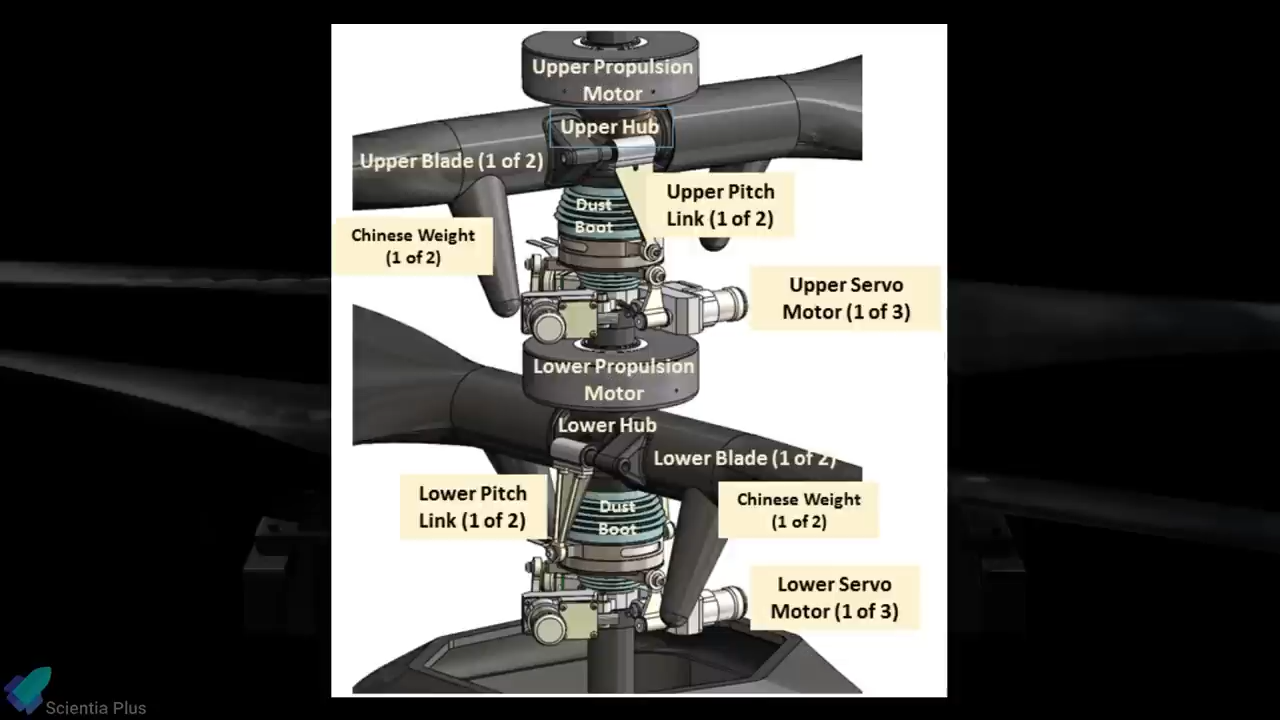 Upper Propulsion
Motor
Upper Hub
Upper Blade (1 of 2)
Upper Pitch
Link (1 of 2)
Dust
Boot
Chinese Weight
(1 of 2)
Upper Servo
Motor (1 of 3)
Lower Propulsion
Motor
Lower Hub
Lower Blade (1 of 2)
Lower Pitch
Link (1 of 2)
Chinese Weight
(1 of 2)
Dust
Boot
Lower Servo
Motor (1 of 3)
Scientia Plus